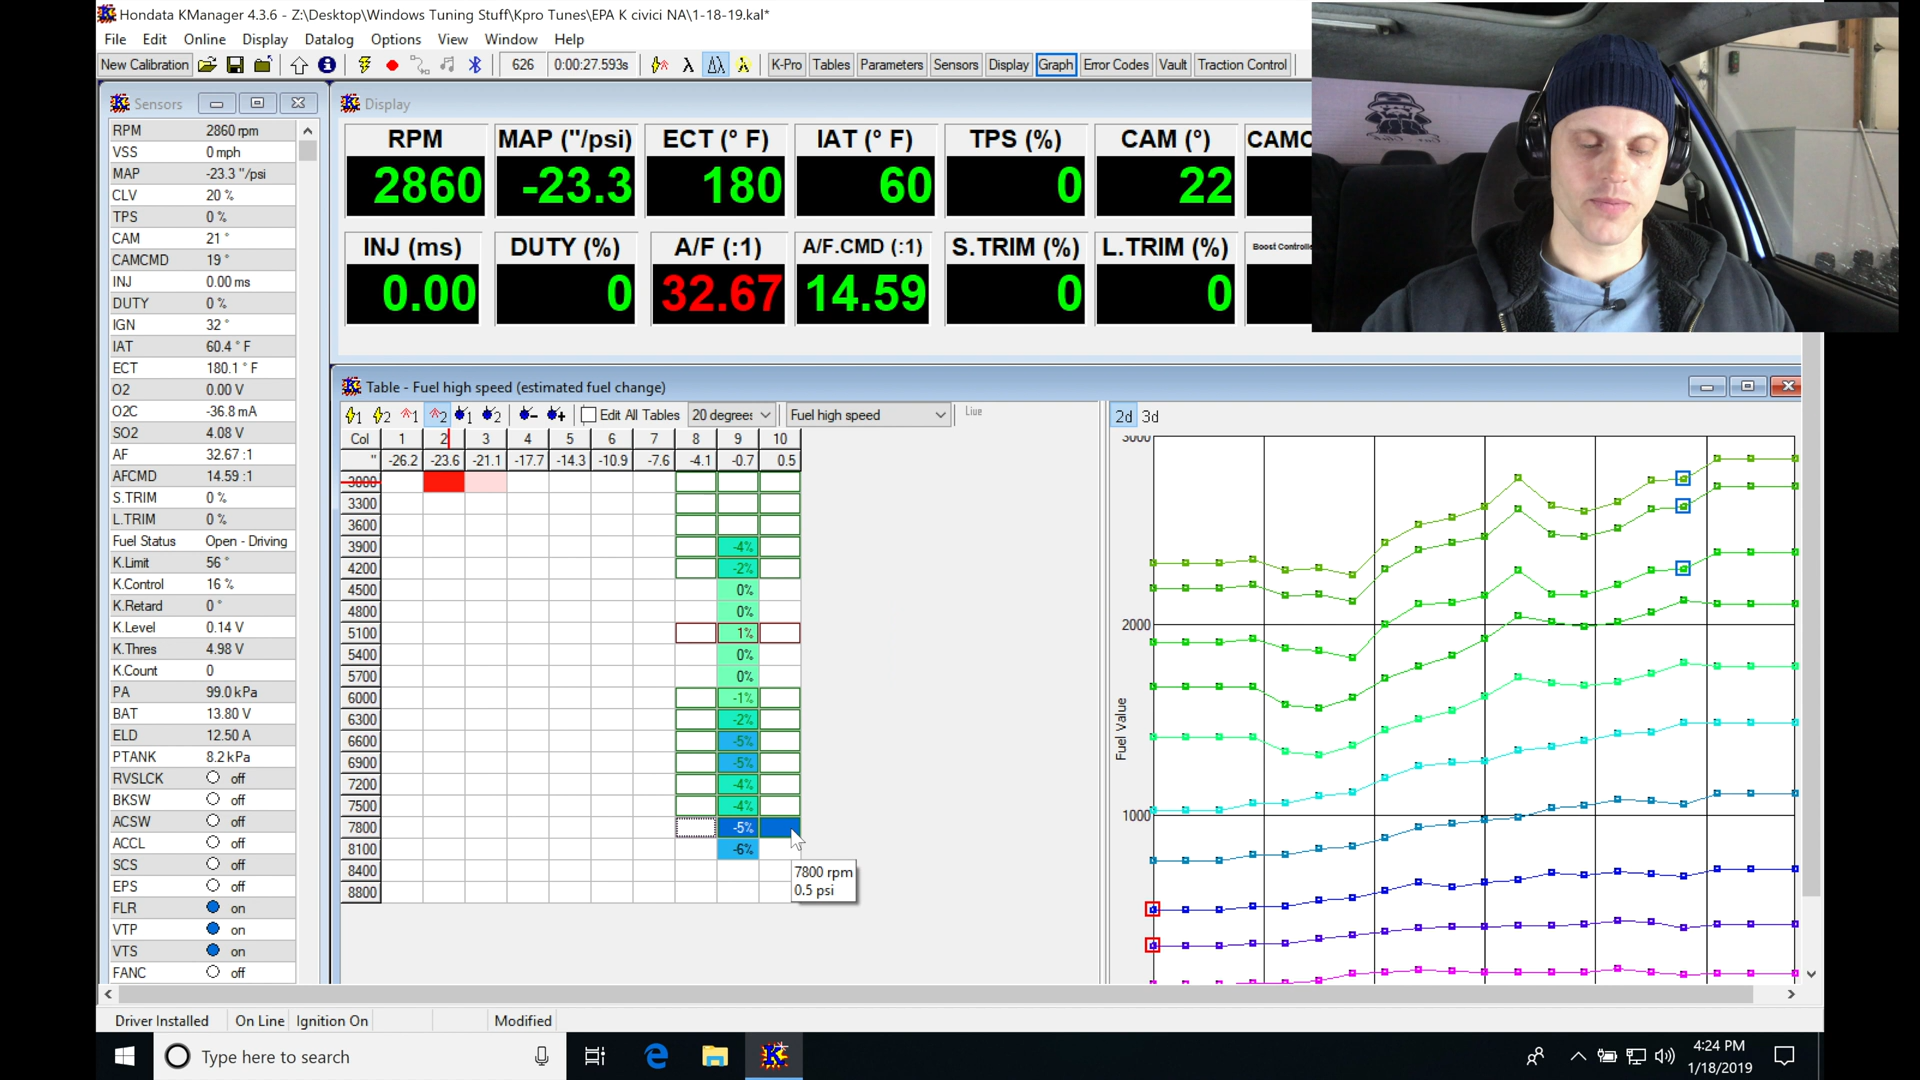 Hondata KManager 4.3.6 - Z:\Desktop\Windows Tuning Stuff\Kpro Tunes\EPA K civici NA\1-18-19.kal*
File Edit Online Display Datalog Options View Window Help
New Calibration 626 0:00:27.593s K-Pro Tables Parameters Sensors Display Graph Error Codes Vault Traction Control
Sensors
RPM 2860 rpm
VSS 0 mph
MAP -23.3 "/psi
CLV 20 %
TPS 0 %
CAM 21 °
CAMCMD 19 °
INJ 0.00 ms
DUTY 0 %
IGN 32 °
IAT 60.4 ° F
ECT 180.1 ° F
O2 0.00 V
O2C -36.8 mA
SO2 4.08 V
AF 32.67 :1
AFCMD 14.59 :1
S.TRIM 0 %
L.TRIM 0 %
Fuel Status Open - Driving
K.Limit 56 °
K.Control 16 %
K.Retard 0 °
K.Level 0.14 V
K.Thres 4.98 V
K.Count 0
PA 99.0 kPa
BAT 13.80 V
ELD 12.50 A
PTANK 8.2 kPa
RVSLCK off
BKSW off
ACSW off
ACCL off
SCS off
EPS off
FLR on
VTP on
VTS on
FANC off
Display
RPM MAP ("/psi) ECT (° F) IAT (° F) TPS (%) CAM (°) CAMC
2860 -23.3 180 60 0 22
INJ (ms) DUTY (%) A/F (:1) A/F.CMD (:1) S.TRIM (%) L.TRIM (%) Boost Controlle
0.00 0 32.67 14.59 0 0
Table - Fuel high speed (estimated fuel change)
1 2 1 2 1 2 Edit All Tables 20 degrees Fuel high speed Live
Col 1 2 3 4 5 6 7 8 9 10
" -26.2 -23.6 -21.1 -17.7 -14.3 -10.9 -7.6 -4.1 -0.7 0.5
3000
3300
3600
3900 -4%
4200 -2%
4500 0%
4800 0%
5100 1%
5400 0%
5700 0%
6000 -1%
6300 -2%
6600 -5%
6900 -5%
7200 -4%
7500 -4%
7800 -5%
8100 -6%
8400
8800
7800 rpm
0.5 psi
2d 3d
3000
2000
1000
Fuel Value
Driver Installed On Line Ignition On Modified
Type here to search
4:24 PM
1/18/2019